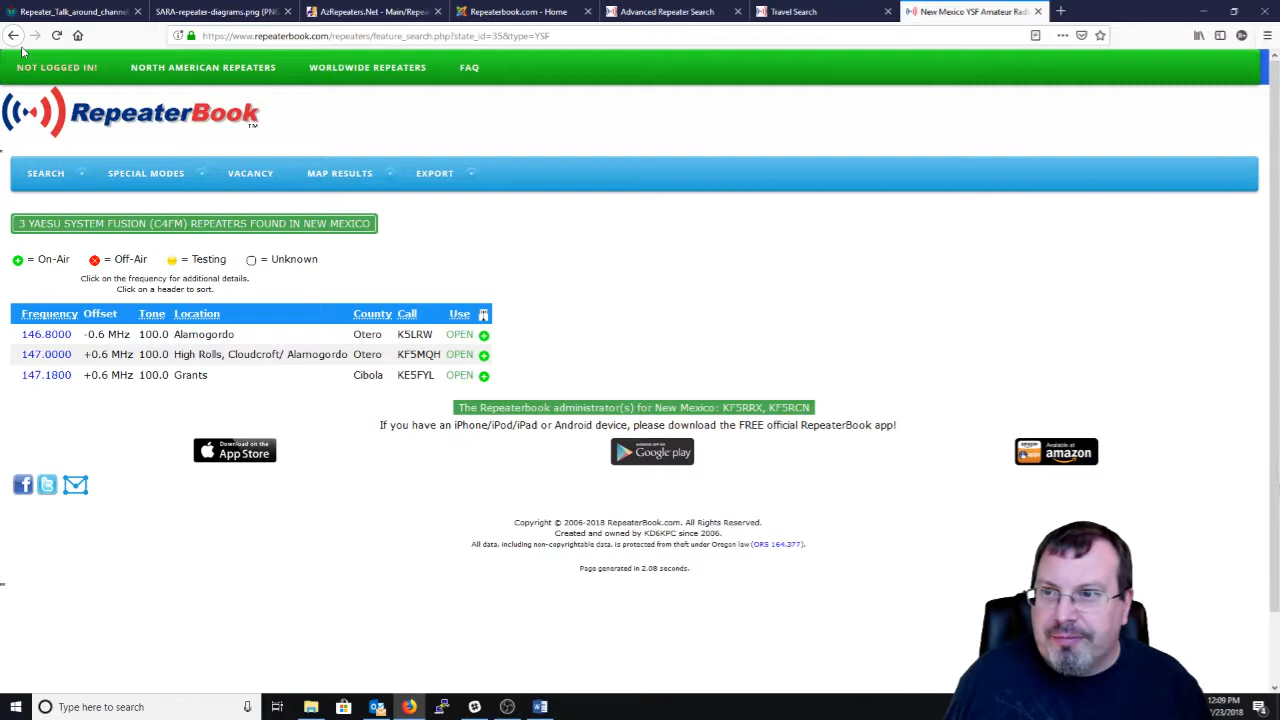 Repeater_Talk_around_channel
SARA-repeater-diagrams.png (PNG
AzRepeaters.Net - Main/Repeat
Repeaterbook.com - Home
Advanced Repeater Search
Travel Search
New Mexico YSF Amateur Radi
https://www.repeaterbook.com/repeaters/feature_search.php?state_id=35&type=YSF
NOT LOGGED IN! NORTH AMERICAN REPEATERS WORLDWIDE REPEATERS FAQ
RepeaterBook TM
SEARCH SPECIAL MODES VACANCY MAP RESULTS EXPORT
3 YAESU SYSTEM FUSION (C4FM) REPEATERS FOUND IN NEW MEXICO
= On-Air = Off-Air = Testing = Unknown
Click on the frequency for additional details.
Click on a header to sort.
Frequency Offset Tone Location County Call Use
146.8000 -0.6 MHz 100.0 Alamogordo Otero K5LRW OPEN
147.0000 +0.6 MHz 100.0 High Rolls, Cloudcroft/ Alamogordo Otero KF5MQH OPEN
147.1800 +0.6 MHz 100.0 Grants Cibola KE5FYL OPEN
The Repeaterbook administrator(s) for New Mexico: KF5RRX, KF5RCN
If you have an iPhone/iPod/iPad or Android device, please download the FREE official RepeaterBook app!
Download on the
App Store
ANDROID APP ON
Google play
Available at
amazon
apps
Copyright © 2006-2018 RepeaterBook.com. All Rights Reserved.
Created and owned by KD6KPC since 2006.
All data, including non-copyrightable data, is protected from theft under Oregon law (ORS 164.377).
Page generated in 2.08 seconds.
Type here to search
12:09 PM
/23/2018
4